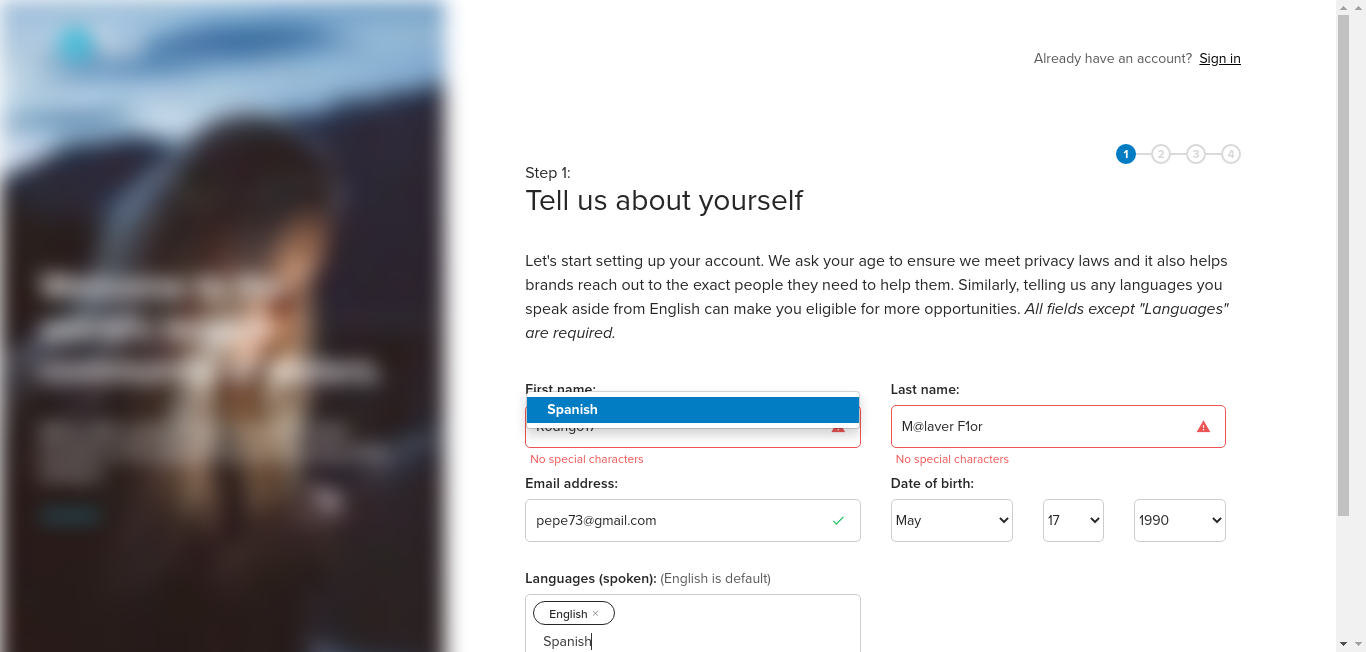 Already have an account? Sign in
1 2 3 4
Step 1:
Tell us about yourself
Let's start setting up your account. We ask your age to ensure we meet privacy laws and it also helps
brands reach out to the exact people they need to help them. Similarly, telling us any languages you
speak aside from English can make you eligible for more opportunities. All fields except "Languages"
are required.
First name:
Last name:
Spanish
M@laver F1or
No special characters
No special characters
Email address:
Date of birth:
pepe73@gmail.com
May 17 1990
Languages (spoken): (English is default)
English ×
Spanish